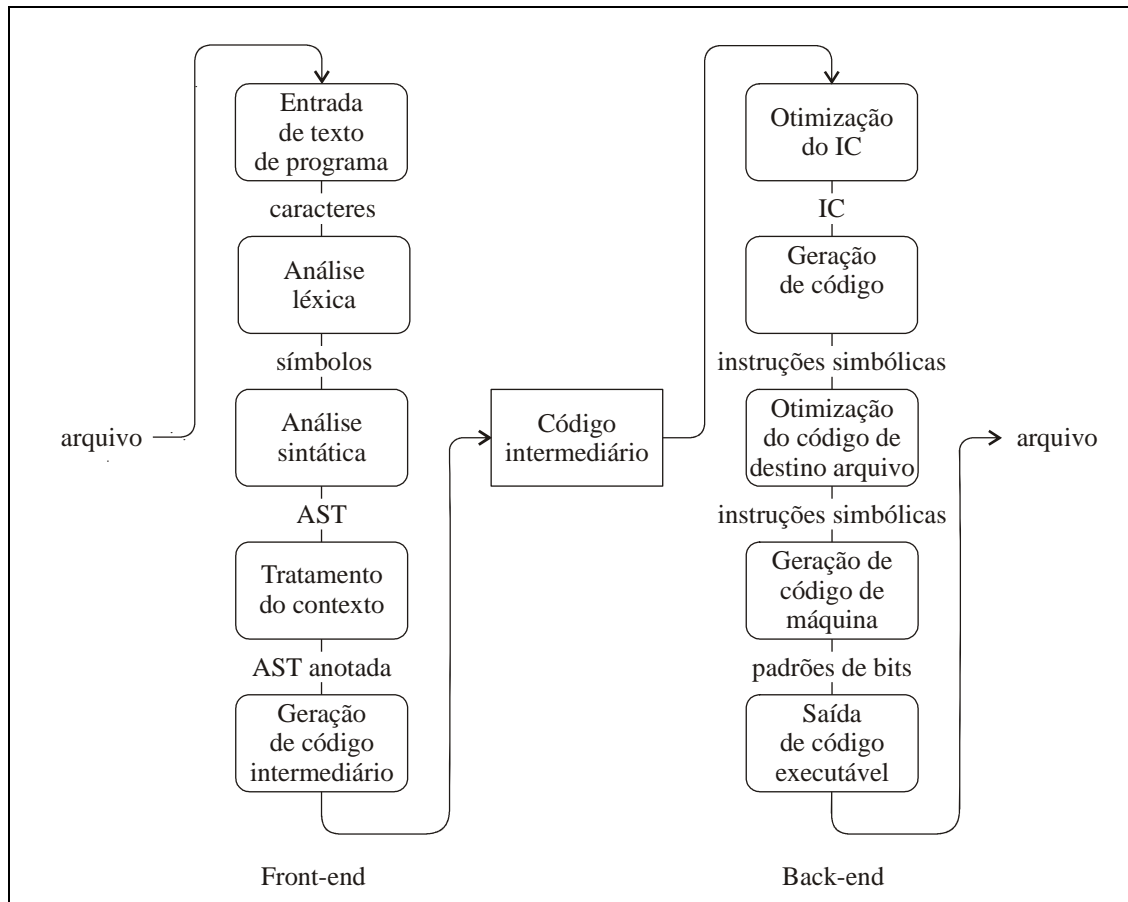 arquivo
Entrada
de texto
de programa
caracteres
Análise
léxica
símbolos
Análise
sintática
AST
Tratamento
do contexto
AST anotada
Geração
de código
intermediário
Front-end
Código
intermediário
Otimização
do IC
IC
Geração
de código
instruções simbólicas
Otimização
do código de
destino arquivo
instruções simbólicas
Geração de
código de
máquina
padrões de bits
Saída
de código
executável
Back-end
arquivo